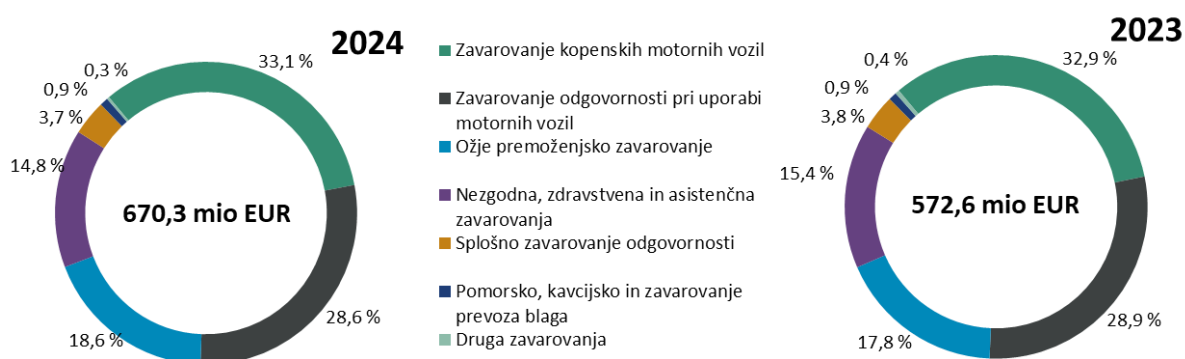 2024
0,3 %
33,1 %
0,9 %
3,7 %
14,8 %
670,3 mio EUR
18,6 %
28,6 %
Zavarovanje kopenskih motornih vozil
Zavarovanje odgovornosti pri uporabi
motornih vozil
Ožje premoženjsko zavarovanje
Nezgodna, zdravstvena in asistenčna
zavarovanja
Splošno zavarovanje odgovornosti
Pomorsko, kavcijsko in zavarovanje
prevoza blaga
Druga zavarovanja
2023
0,4 %
32,9 %
0,9 %
3,8 %
15,4 %
572,6 mio EUR
17,8 %
28,9 %